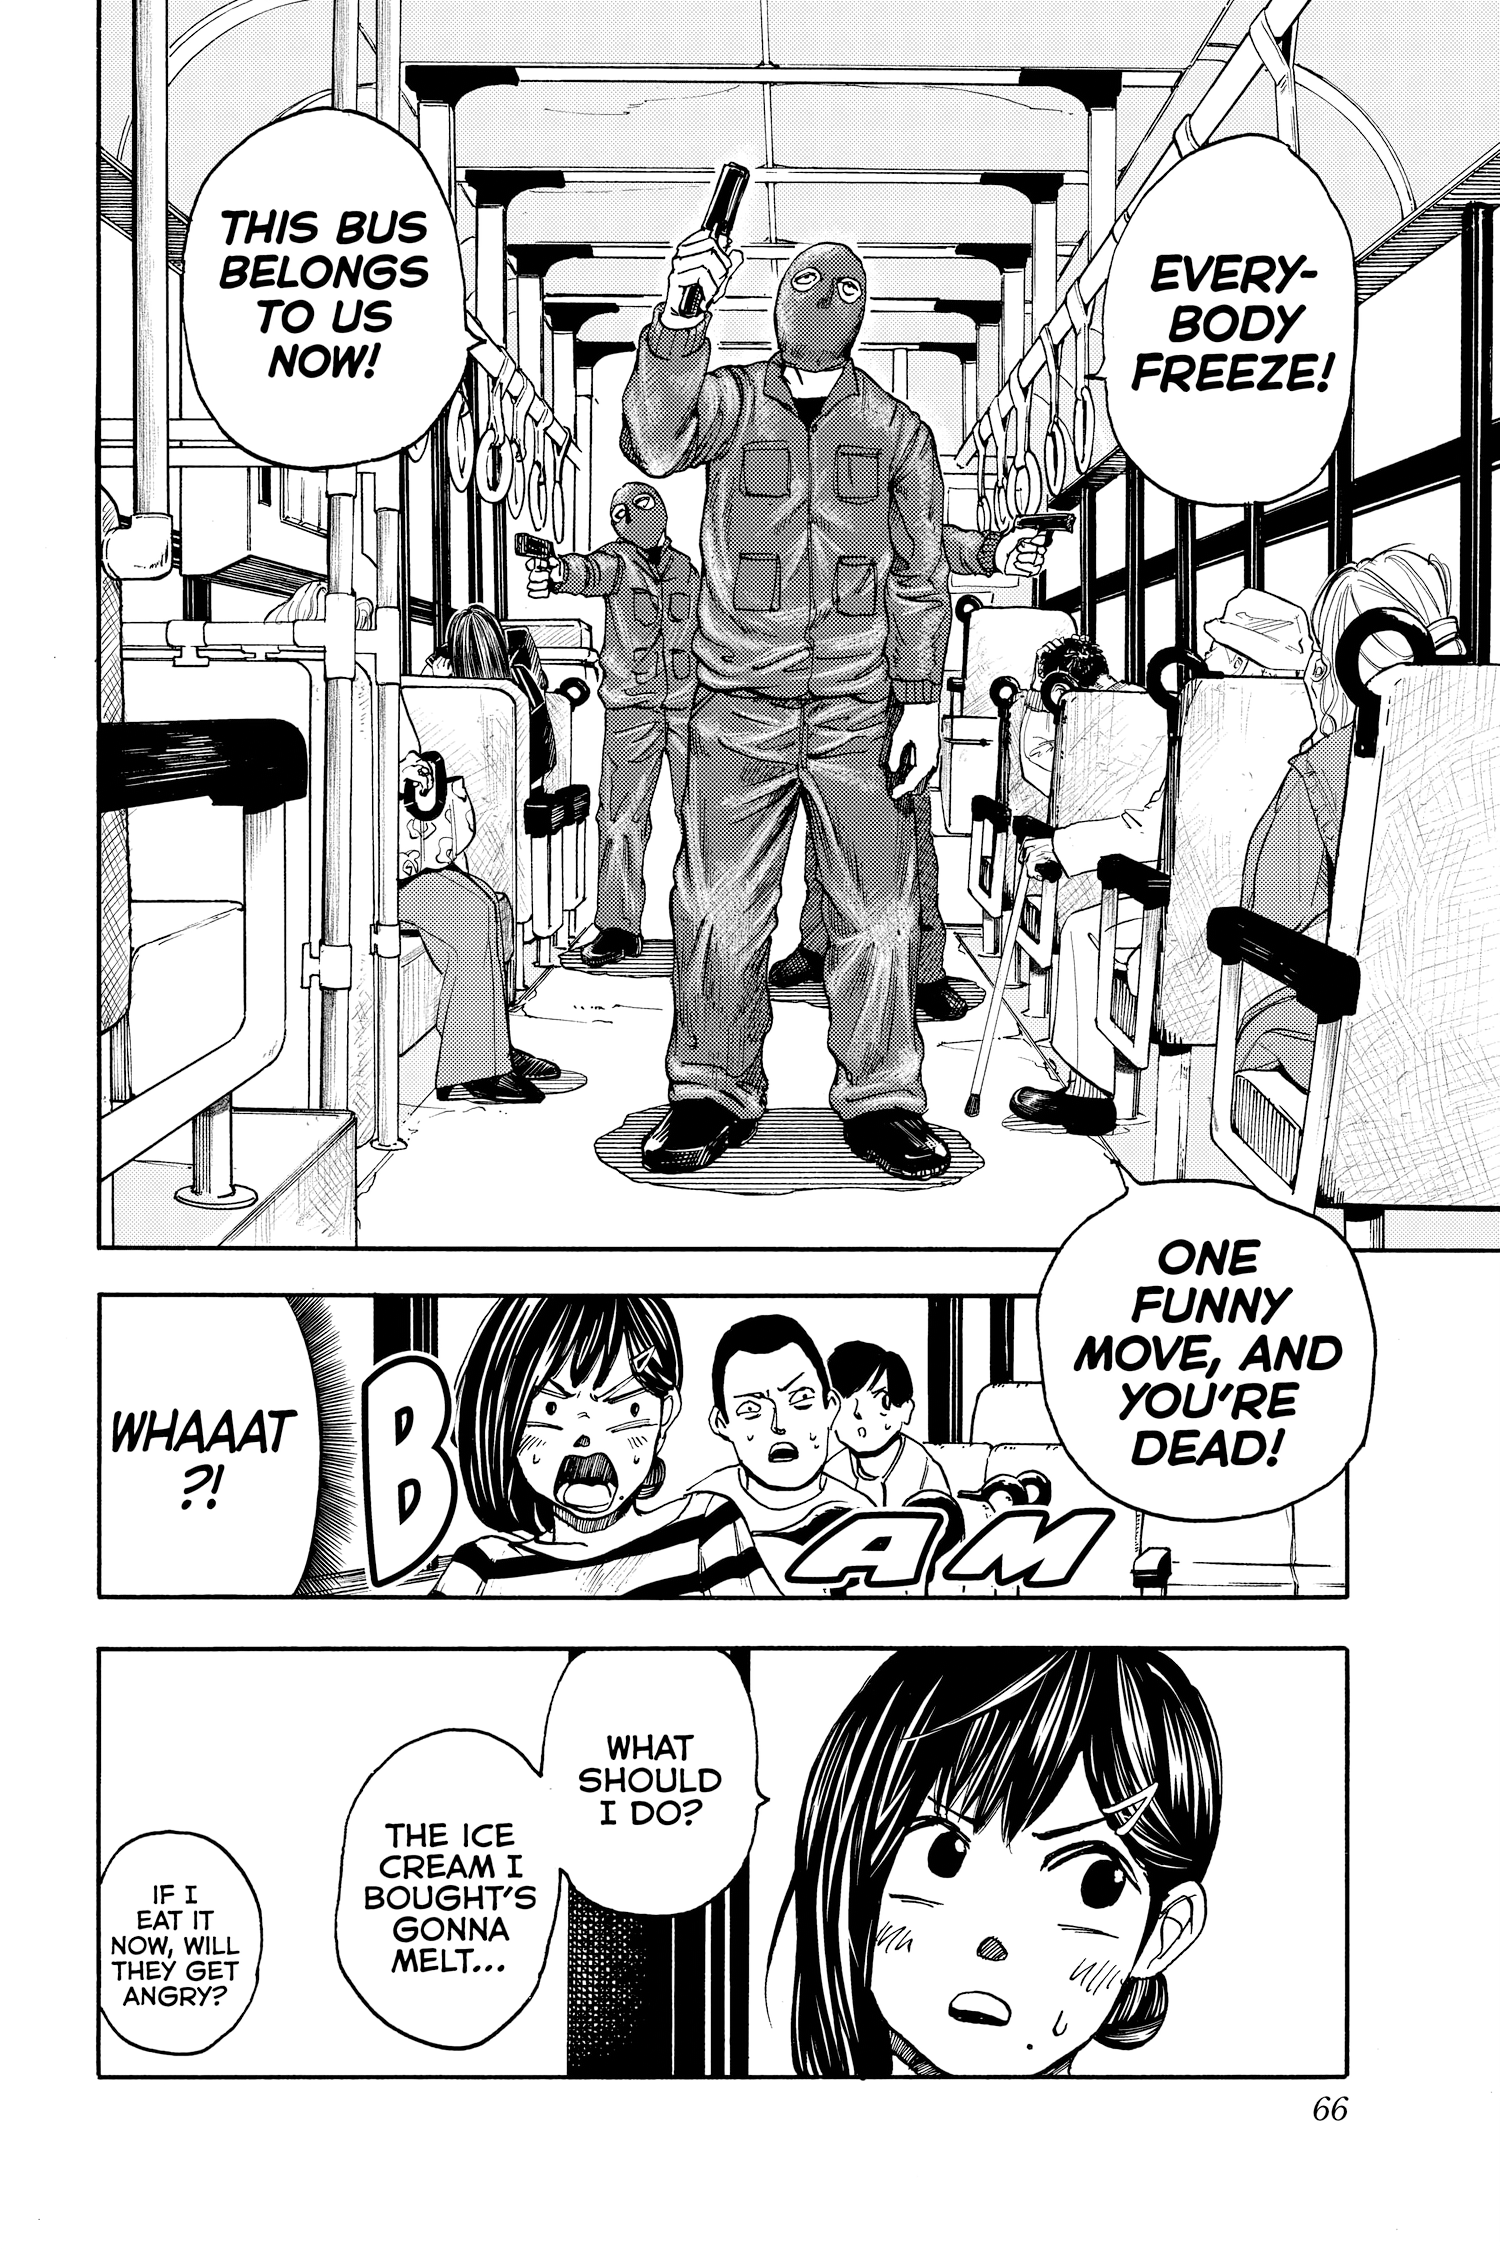 EVERY-
BODY
FREEZE!
THIS BUS
BELONGS
TO US
NOW!
ONE
FUNNY
MOVE, AND
YOU'RE
DEAD!
BAM
WHAAAT
?!
WHAT
SHOULD
I DO?
THE ICE
CREAM I
BOUGHT'S
GONNA
MELT...
IF I
EAT IT
NOW, WILL
THEY GET
ANGRY?
66